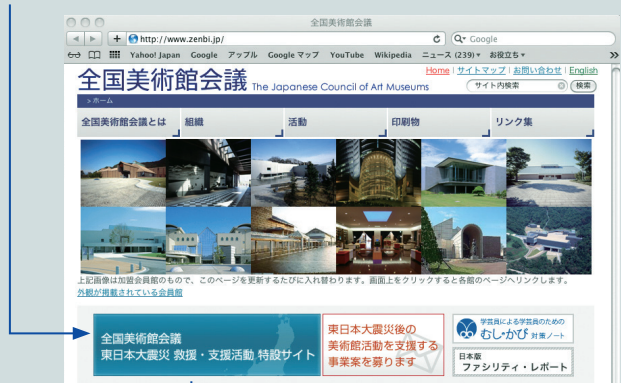 全国美術館会議
http://www.zenbi.jp/
Google
Yahoo! Japan Google アップル Google マップ YouTube Wikipedia ニュース (239) お役立ち
Home | サイトマップ | お問い合わせ | English
全国美術館会議 The Japanese Council of Art Museums
サイト内検索 検索
»ホーム
全国美術館会議とは 組織 活動 印刷物 リンク集
上記画像は加盟会員館のもので、このページを更新するたびに入れ替わります。画面上をクリックすると各館のページへリンクします。
外観が掲載されている会員館
全国美術館会議
東日本大震災 救援・支援活動 特設サイト
東日本大震災後の
美術館活動を支援する
事業案を募ります
学芸員による学芸員のための
むし・かび 対策ノート
日本版
ファシリティ・レポート